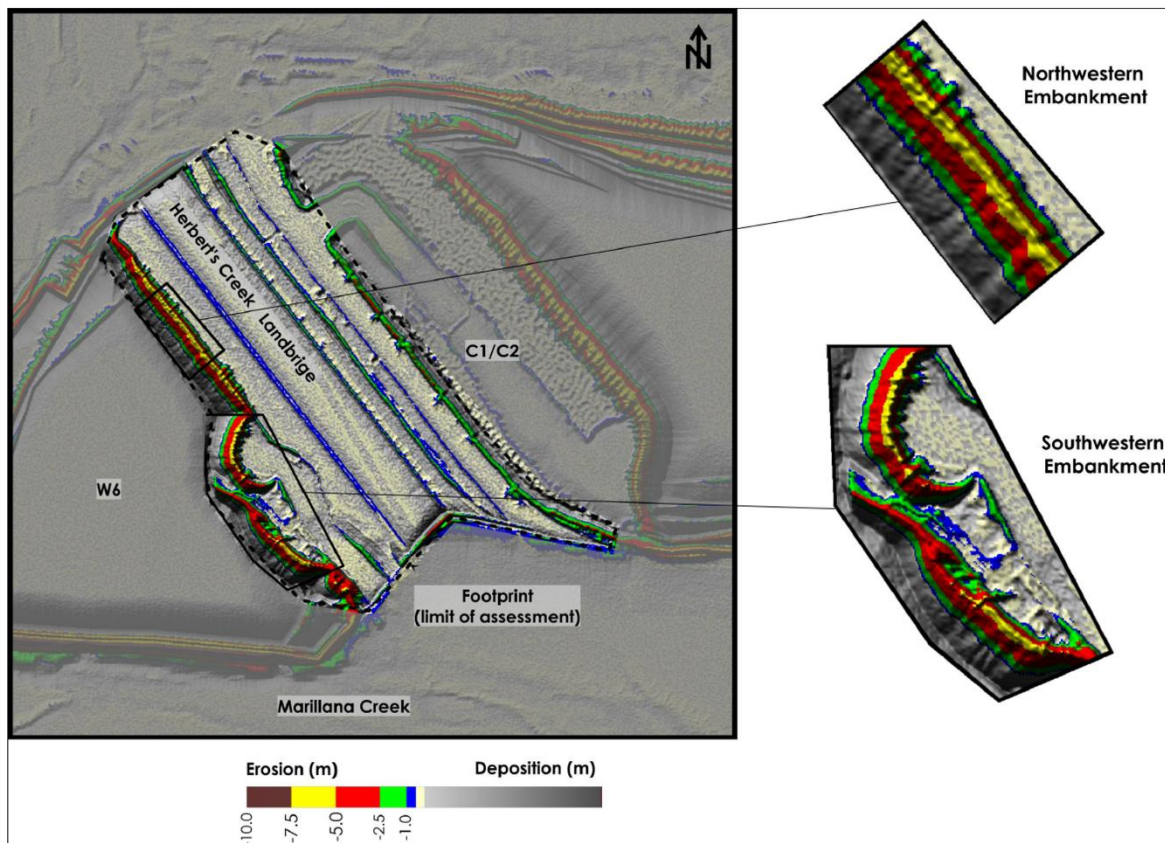 N
Northwestern
Embankment
Herbert's Creek Landbrige
C1/C2
W6
Southwestern
Embankment
Footprint
(limit of assessment)
Marillana Creek
Erosion (m)
Deposition (m)
-10.0
-7.5
-5.0
-2.5
-1.0